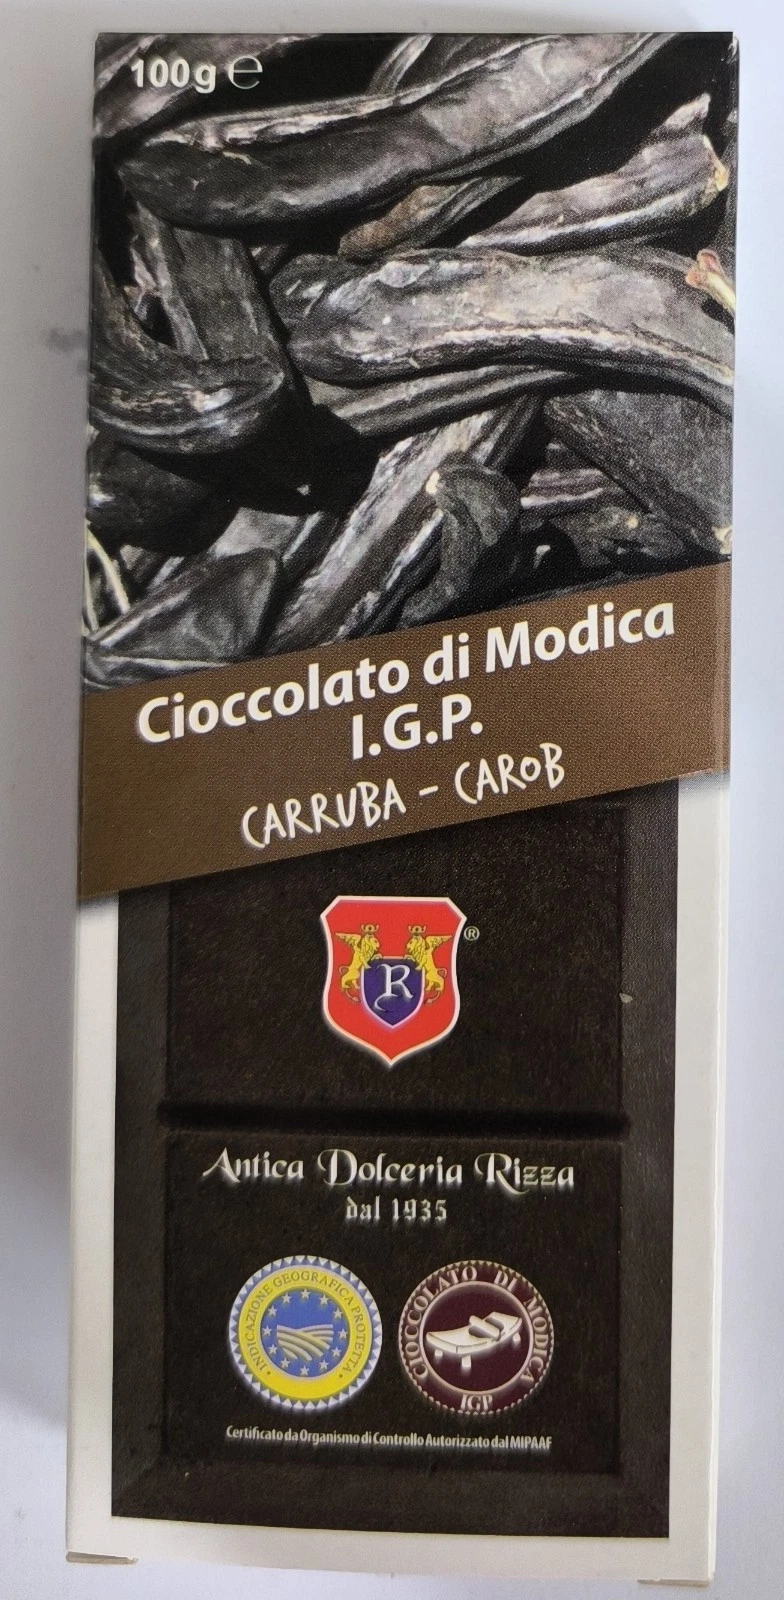 100g ℮
Cioccolato di Modica
I.G.P.
CARRUBA - CAROB
R
®
Antica Dolceria Rizza
dal 1935
INDICAZIONE GEOGRAFICA PROTETTA
CIOCCOLATO DI MODICA
IGP
Certificato da Organismo di Controllo Autorizzato dal MIPAAF